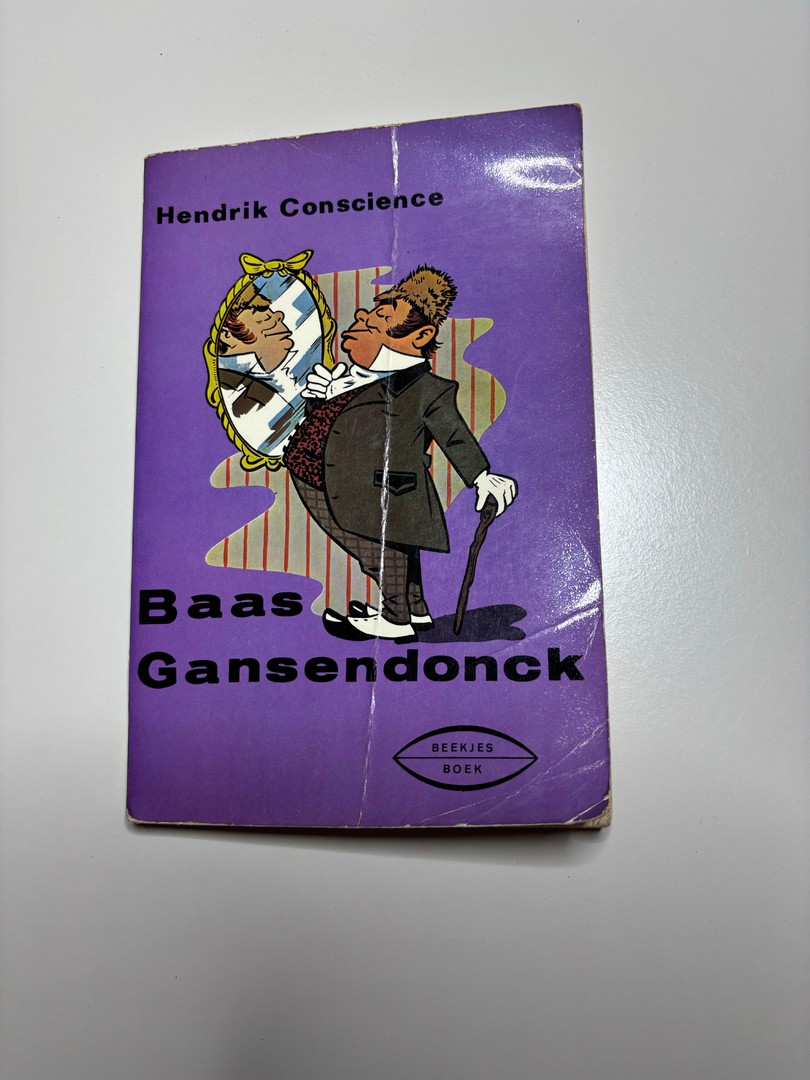 Hendrik Conscience
Baas
Gansendonck
BEEKJES
BOEK